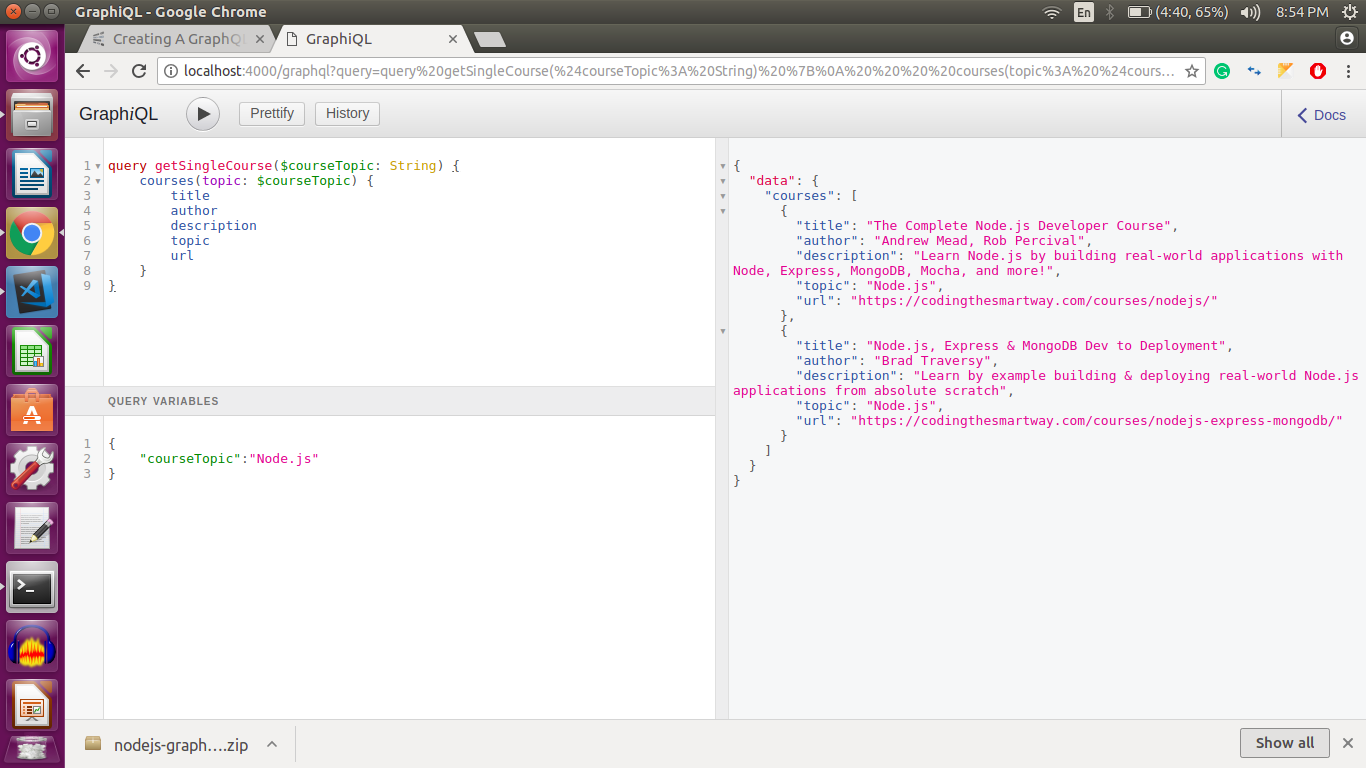 GraphiQL - Google Chrome
En
(4:40, 65%)
8:54 PM
Creating A GraphQ
GraphiQL
localhost:4000/graphql?query=query%20getSingleCourse(%24courseTopic%3A%20String)%20%7B%0A%20%20%20%20courses(topic%3A%20%24cours...
GraphiQL
Prettify
History
Docs
1 query getSingleCourse($courseTopic: String) {
2 courses(topic: $courseTopic) {
3 title
4 author
5 description
6 topic
7 url
8 }
9 }
QUERY VARIABLES
1 {
2 "courseTopic":"Node.js"
3 }
{
"data": {
"courses": [
{
"title": "The Complete Node.js Developer Course",
"author": "Andrew Mead, Rob Percival",
"description": "Learn Node.js by building real-world applications with
Node, Express, MongoDB, Mocha, and more!",
"topic": "Node.js",
"url": "https://codingthesmartway.com/courses/nodejs/"
},
{
"title": "Node.js, Express & MongoDB Dev to Deployment",
"author": "Brad Traversy",
"description": "Learn by example building & deploying real-world Node.js
applications from absolute scratch",
"topic": "Node.js",
"url": "https://codingthesmartway.com/courses/nodejs-express-mongodb/"
}
]
}
}
nodejs-graph....zip
Show all